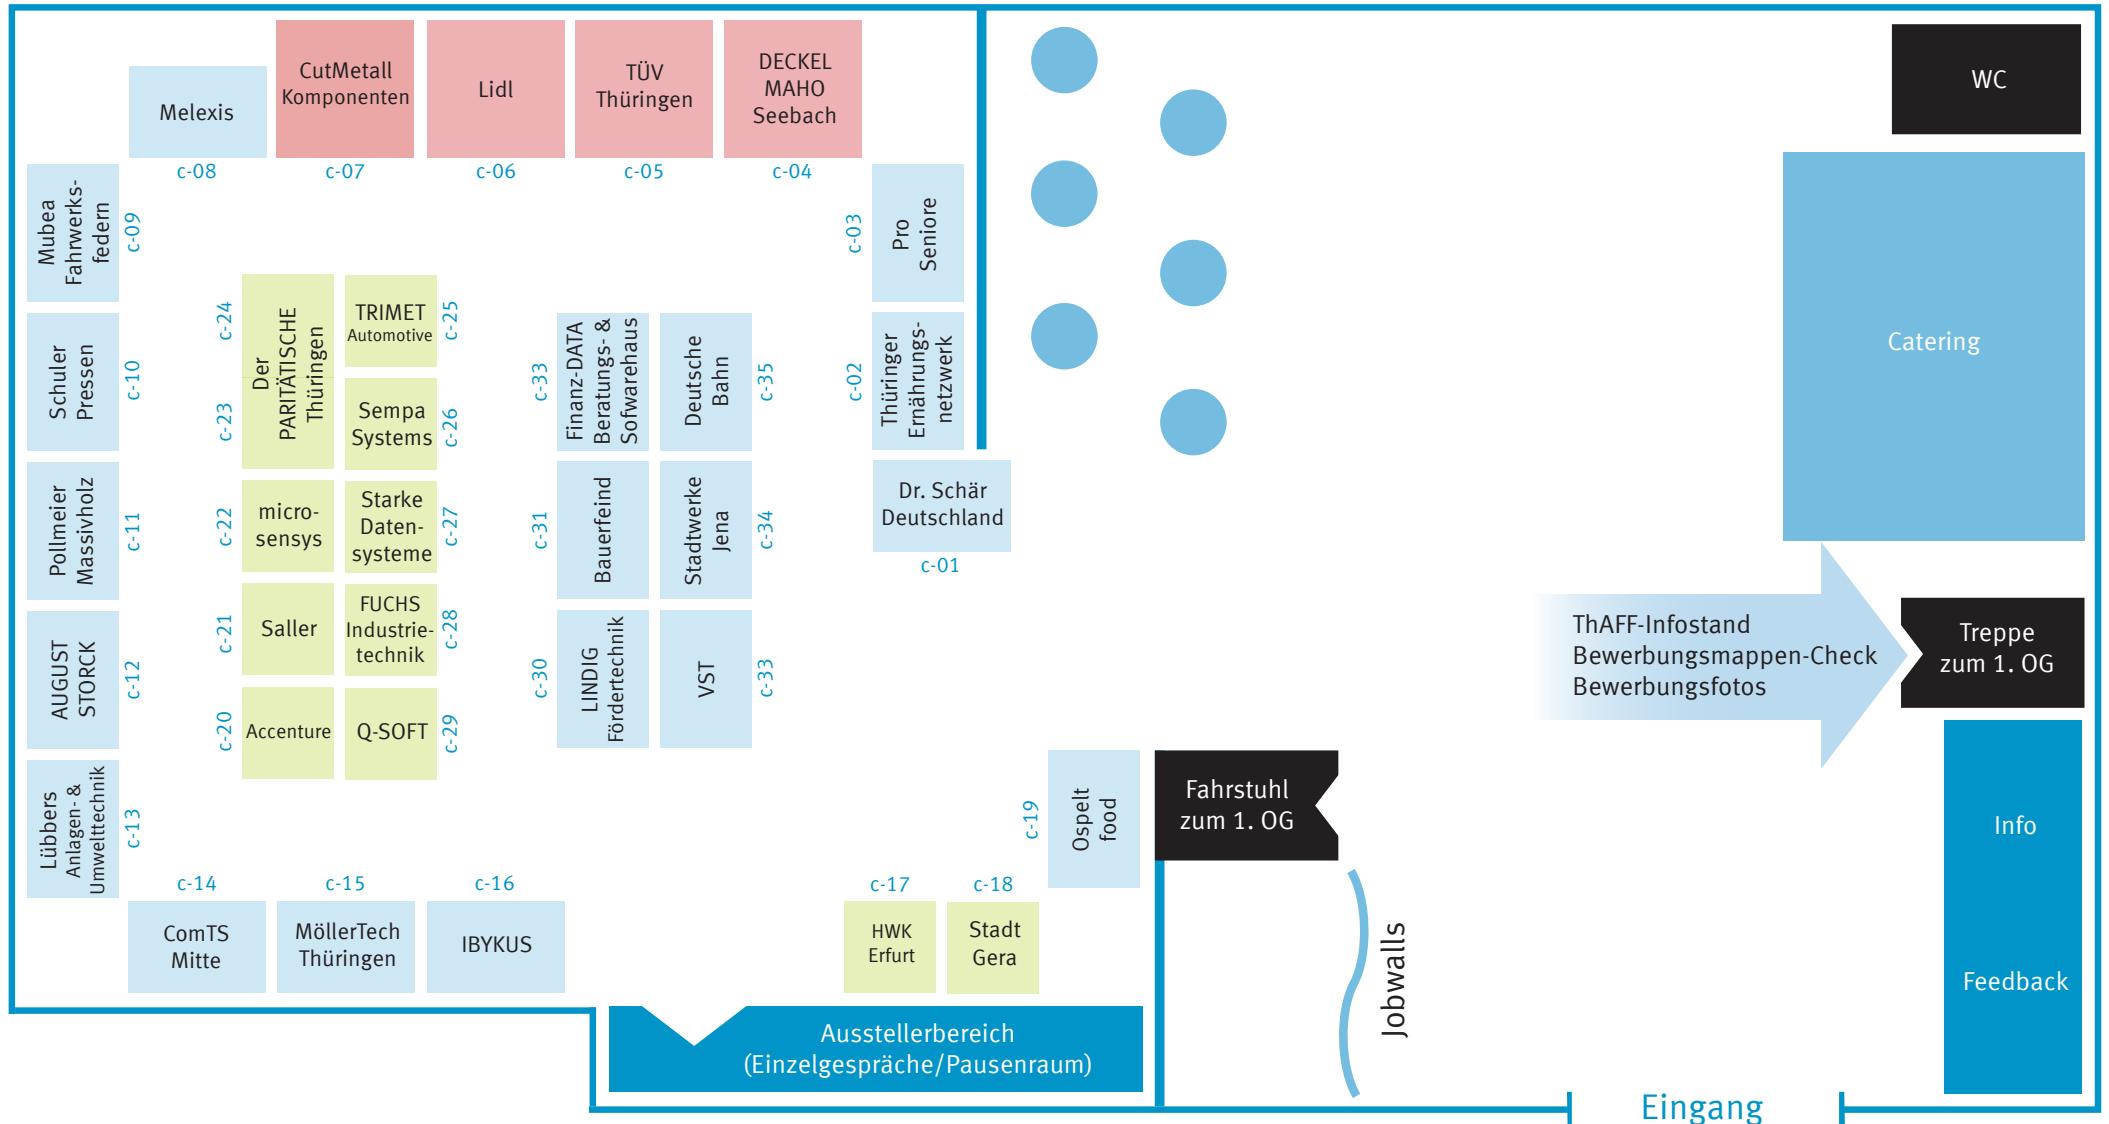 CutMetall
Komponenten
Lidl
TÜV
Thüringen
DECKEL
MAHO
Seebach
WC
Melexis
c-08
c-07
c-06
c-05
c-04
Mubea
Fahrwerks-
federn
c-09
c-03
Pro
Seniore
Schuler
Pressen
c-10
c-24
c-23
Der
PARITÄTISCHE
Thüringen
TRIMET
Automotive
c-25
Sempa
Systems
c-26
c-33
Finanz-DATA
Beratungs- &
Sofwarehaus
Deutsche
Bahn
c-35
c-02
Thüringer
Ernährungs-
netzwerk
Catering
Pollmeier
Massivholz
c-11
c-22
micro-
sensys
Starke
Daten-
systeme
c-27
c-31
Bauerfeind
Stadtwerke
Jena
c-34
Dr. Schär
Deutschland
c-01
AUGUST
STORCK
c-12
c-21
Saller
FUCHS
Industrie-
technik
c-28
c-30
LINDIG
Fördertechnik
VST
c-33
ThAFF-Infostand
Bewerbungsmappen-Check
Bewerbungsfotos
Treppe
zum 1. OG
c-20
Accenture
Q-SOFT
c-29
Lübbers
Anlagen- &
Umwelttechnik
c-13
c-19
Ospelt
food
Fahrstuhl
zum 1. OG
Info
c-14
c-15
c-16
c-17
c-18
ComTS
Mitte
MöllerTech
Thüringen
IBYKUS
HWK
Erfurt
Stadt
Gera
Jobwalls
Feedback
Ausstellerbereich
(Einzelgespräche/Pausenraum)
Eingang